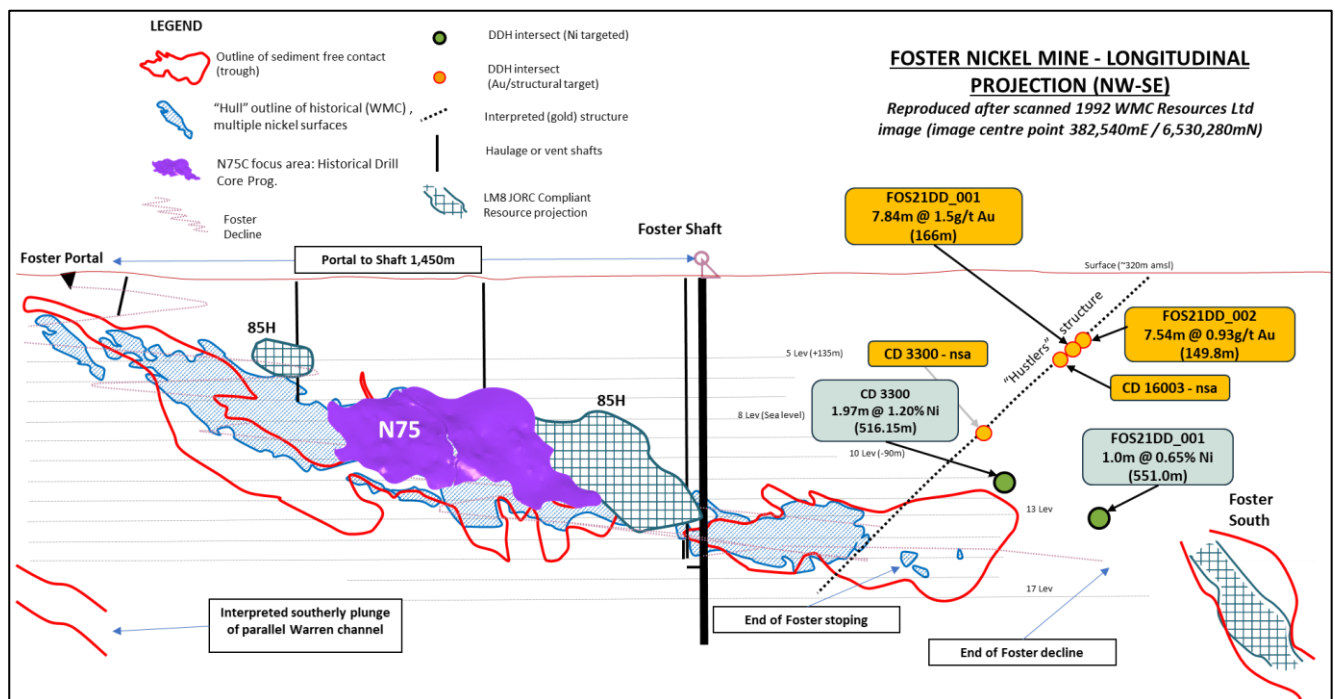 LEGEND
Outline of sediment free contact
(trough)
"Hull" outline of historical (WMC) ,
multiple nickel surfaces
N75C focus area: Historical Drill
Core Prog.
Foster
Decline
DDH intersect (Ni targeted)
DDH intersect
(Au/structural target)
Interpreted (gold) structure
Haulage or vent shafts
LM8 JORC Compliant
Resource projection
FOSTER NICKEL MINE - LONGITUDINAL
PROJECTION (NW-SE)
Reproduced after scanned 1992 WMC Resources Ltd
image (image centre point 382,540mE / 6,530,280mN)
FOS21DD_001
7.84m @ 1.5g/t Au
(166m)
Foster Shaft
Foster Portal
Portal to Shaft 1,450m
Surface (~320m amsl)
"Hustlers" structure
FOS21DD_002
7.54m @ 0.93g/t Au
(149.8m)
85H
5 Lev (+135m)
CD 3300 - nsa
CD 16003 - nsa
CD 3300
1.97m @ 1.20% Ni
(516.15m)
85H
8 Lev (Sea level)
N75
10 Lev (-90m)
FOS21DD_001
1.0m @ 0.65% Ni
(551.0m)
13 Lev
Foster
South
17 Lev
Interpreted southerly plunge
of parallel Warren channel
End of Foster stoping
End of Foster decline